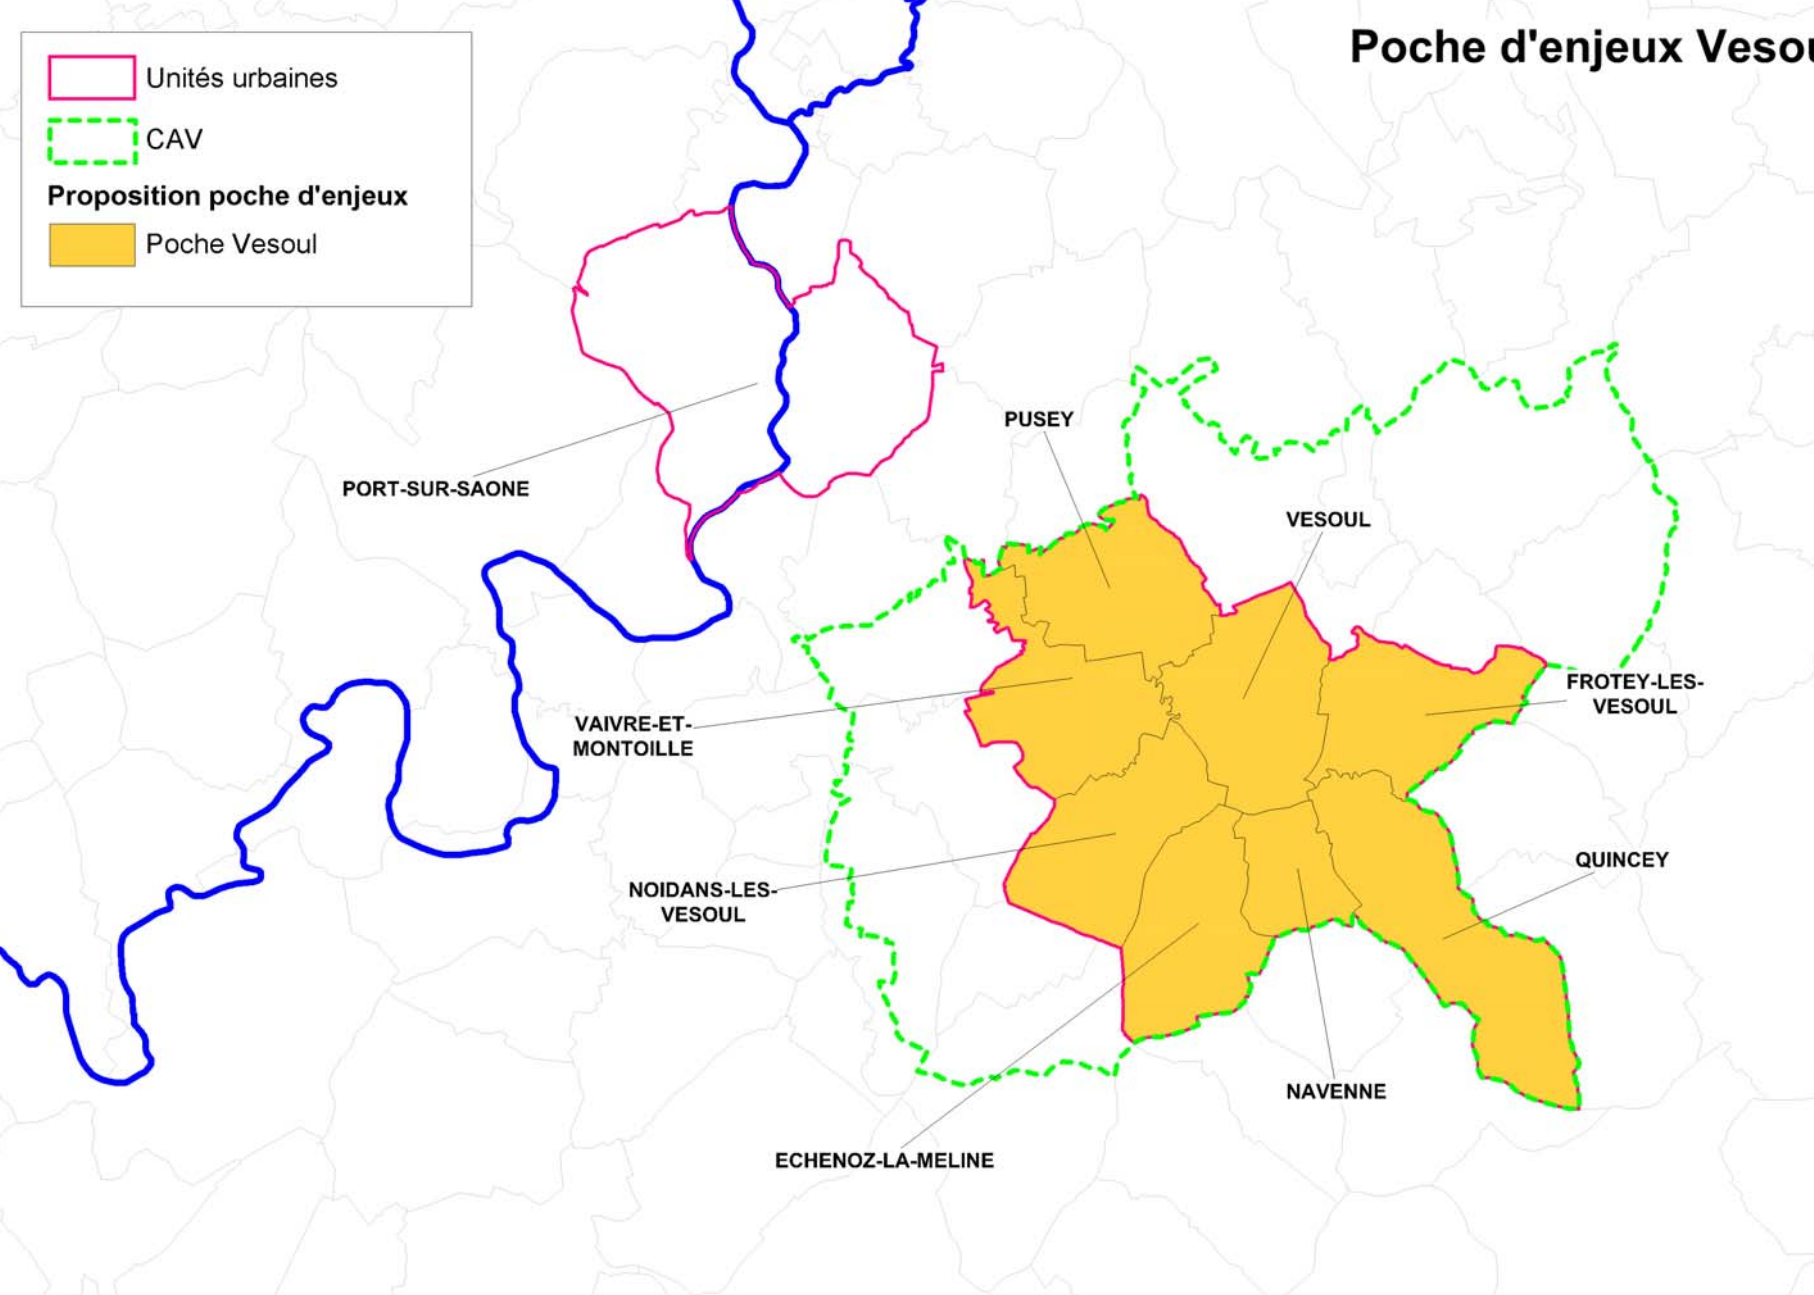 Poche d'enjeux Vesou
Unités urbaines
CAV
Proposition poche d'enjeux
Poche Vesoul
PUSEY
PORT-SUR-SAONE
VESOUL
FROTEY-LES-
VESOUL
VAIVRE-ET-
MONTOILLE
QUINCEY
NOIDANS-LES-
VESOUL
NAVENNE
ECHENOZ-LA-MELINE